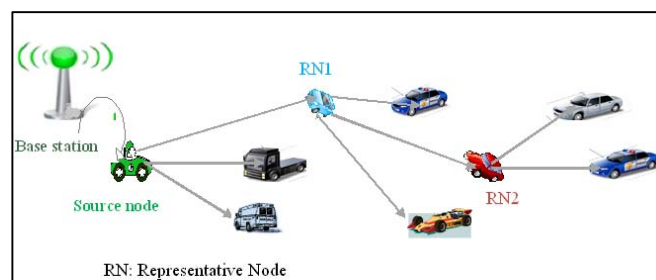 RN1
Base station
Source node
RN2
RN: Representative Node